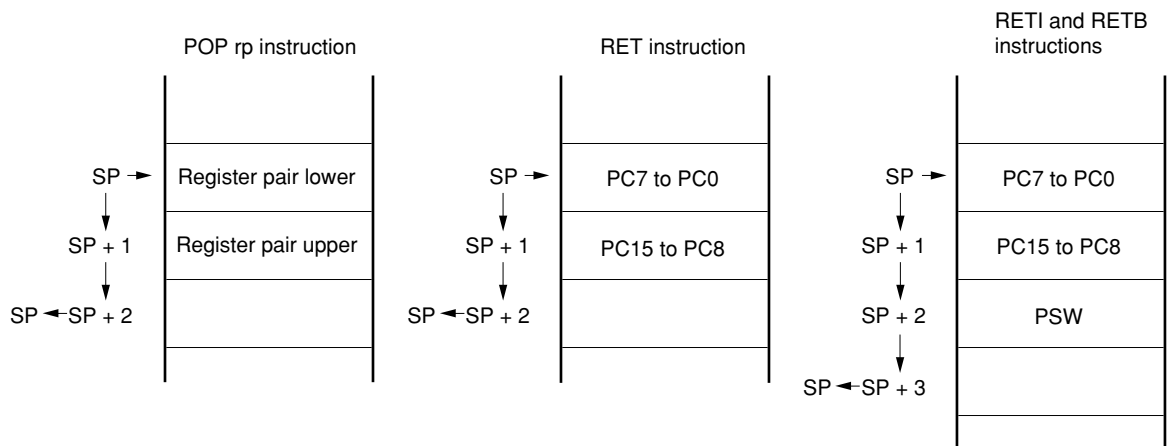 POP rp instruction
SP
Register pair lower
SP + 1
Register pair upper
SP
SP + 2
RET instruction
SP
PC7 to PC0
SP + 1
PC15 to PC8
SP
SP + 2
RETI and RETB
instructions
SP
PC7 to PC0
SP + 1
PC15 to PC8
SP + 2
PSW
SP
SP + 3